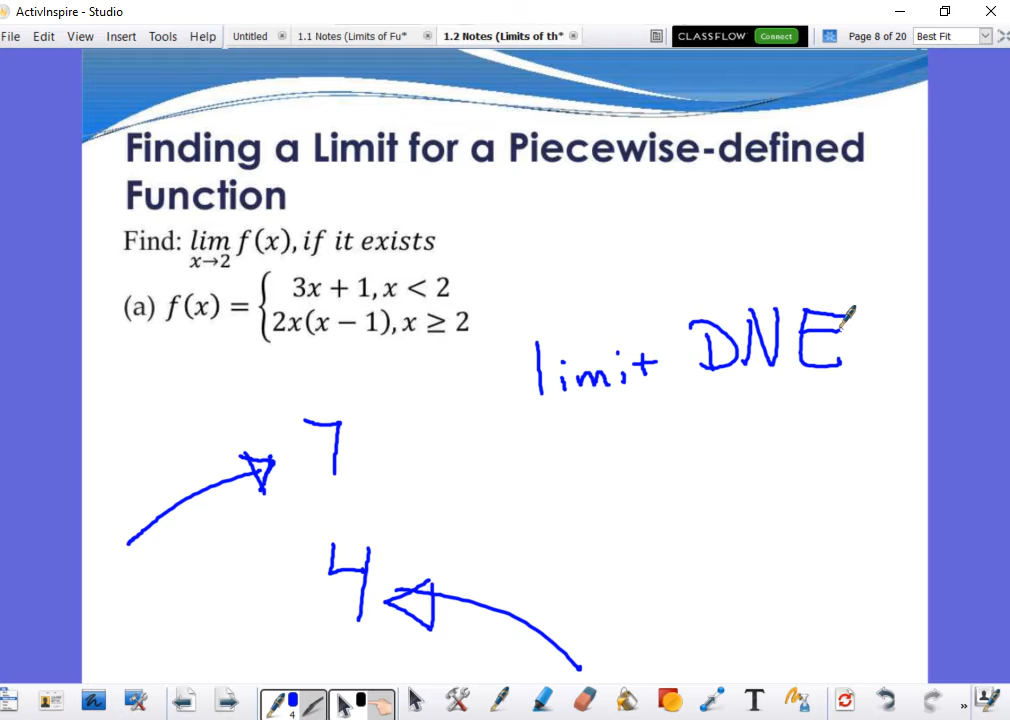 ActivInspire - Studio
File Edit View Insert Tools Help Untitled 1.1 Notes (Limits of Fu* 1.2 Notes (Limits of th* CLASSFLOW Connect Page 8 of 20 Best Fit
Finding a Limit for a Piecewise-defined
Function
Find: lim f(x), if it exists
x→2
(a) f(x) = { 3x + 1, x < 2
2x(x − 1), x ≥ 2
limit DNE
7
4
4 T »